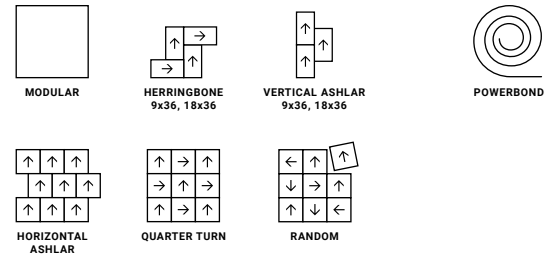 MODULAR
HERRINGBONE
9x36, 18x36
VERTICAL ASHLAR
9x36, 18x36
POWERBOND
HORIZONTAL
ASHLAR
QUARTER TURN
RANDOM